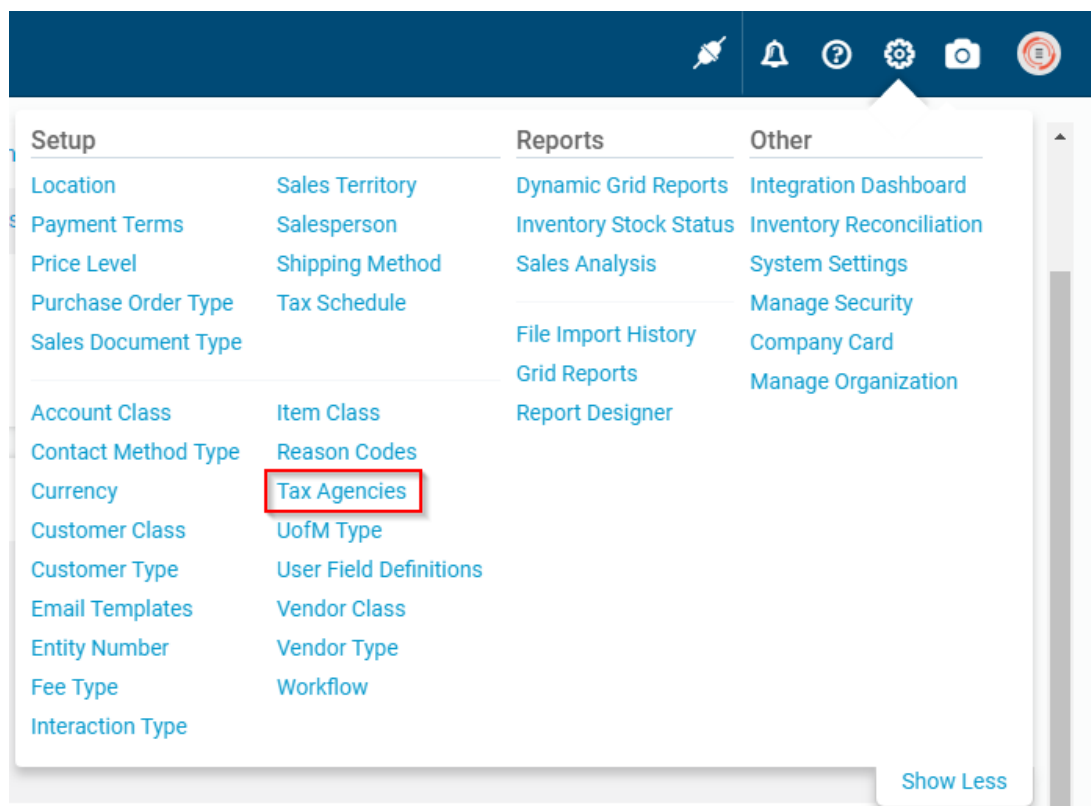 Setup
Location
Payment Terms
Price Level
Purchase Order Type
Sales Document Type
Sales Territory
Salesperson
Shipping Method
Tax Schedule
Account Class
Contact Method Type
Currency
Customer Class
Customer Type
Email Templates
Entity Number
Fee Type
Interaction Type
Item Class
Reason Codes
Tax Agencies
UofM Type
User Field Definitions
Vendor Class
Vendor Type
Workflow
Reports
Dynamic Grid Reports
Inventory Stock Status
Sales Analysis
File Import History
Grid Reports
Report Designer
Other
Integration Dashboard
Inventory Reconciliation
System Settings
Manage Security
Company Card
Manage Organization
Show Less